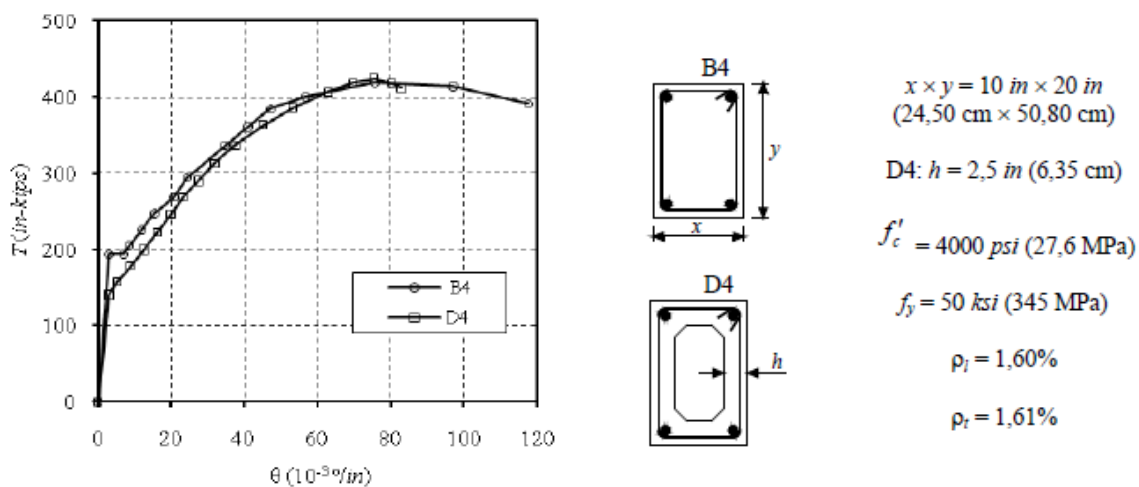 500
400
300
200
100
0
T(in-kips)
0 20 40 60 80 100 120
θ (10⁻³ º/in)
B4
D4
B4
y
x
D4
h
x × y = 10 in × 20 in
(24,50 cm × 50,80 cm)
D4: h = 2,5 in (6,35 cm)
f'c = 4000 psi (27,6 MPa)
fy = 50 ksi (345 MPa)
ρl = 1,60%
ρt = 1,61%